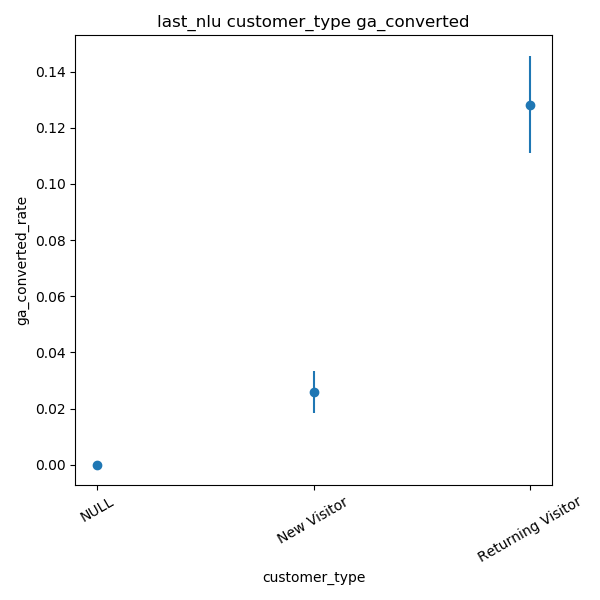 last_nlu customer_type ga_converted
0.14
0.12
0.10
0.08
0.06
0.04
0.02
0.00
ga_converted_rate
NULL
New Visitor
Returning Visitor
customer_type